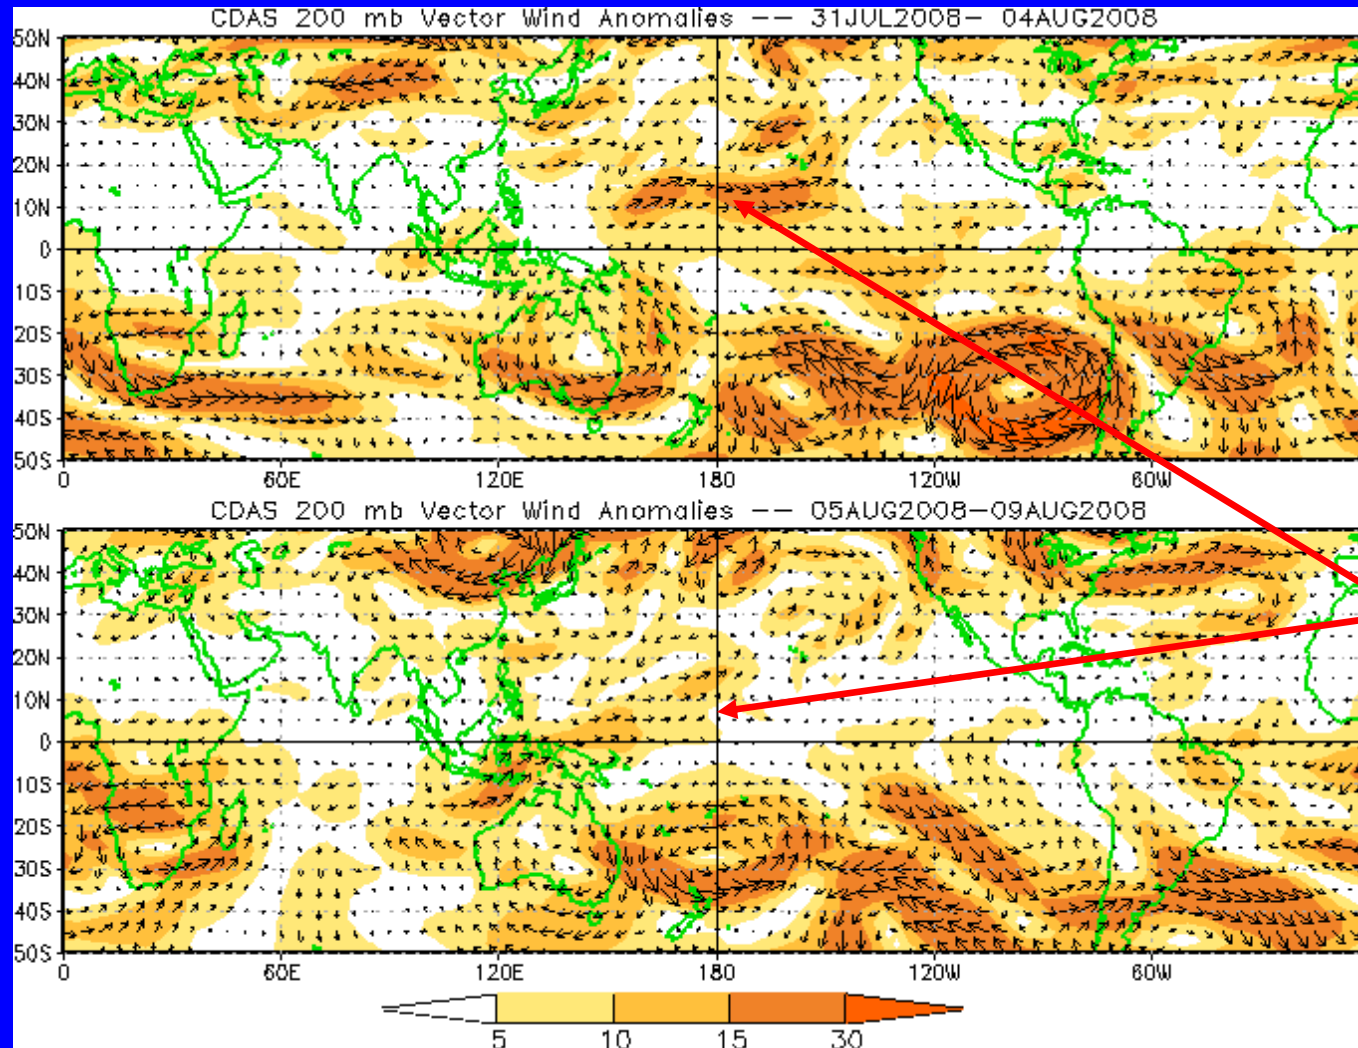 CDAS 200 mb Vector Wind Anomalies -- 31JUL2008- 04AUG2008
50N
40N
30N
20N
10N
0
10S
20S
30S
40S
50S
0 60E 120E 180 120W 60W
CDAS 200 mb Vector Wind Anomalies -- 05AUG2008-09AUG2008
50N
40N
30N
20N
10N
0
10S
20S
30S
40S
50S
0 60E 120E 180 120W 60W
5 10 15 30